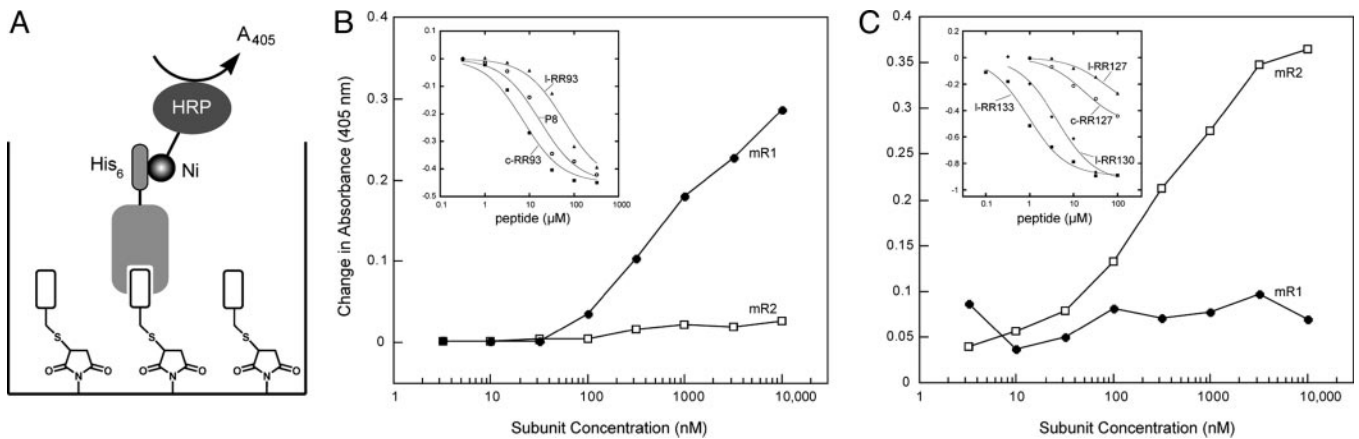 A
A405
HRP
His6
Ni
S
S
S
O
N
O
O
N
O
O
N
O
B
Change in Absorbance (405 nm)
0.4
0.3
0.2
0.1
0
1
10
100
1000
10,000
Subunit Concentration (nM)
mR1
mR2
0
-0.1
-0.2
-0.3
-0.4
-0.5
0.1
1
10
100
1000
peptide (µM)
l-RR93
P8
c-RR93
C
0.4
0.35
0.3
0.25
0.2
0.15
0.1
0.05
0
1
10
100
1000
10,000
Subunit Concentration (nM)
mR2
mR1
0.2
0
-0.2
-0.4
-0.6
-0.8
-1
0.1
1
10
100
peptide (µM)
l-RR127
l-RR133
c-RR127
l-RR130